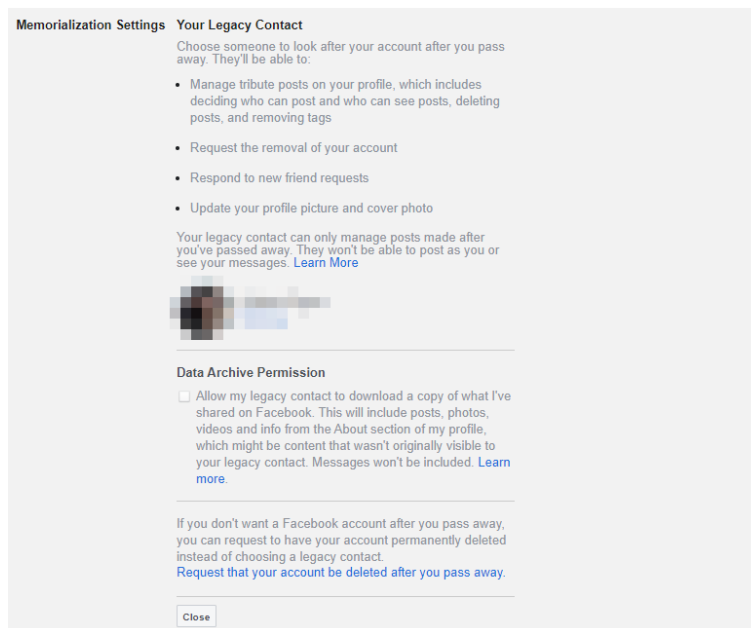 Memorialization Settings Your Legacy Contact
Choose someone to look after your account after you pass
away. They'll be able to:
Manage tribute posts on your profile, which includes
deciding who can post and who can see posts, deleting
posts, and removing tags
Request the removal of your account
Respond to new friend requests
Update your profile picture and cover photo
Your legacy contact can only manage posts made after
you've passed away. They won't be able to post as you or
see your messages. Learn More
Data Archive Permission
Allow my legacy contact to download a copy of what I've
shared on Facebook. This will include posts, photos,
videos and info from the About section of my profile,
which might be content that wasn't originally visible to
your legacy contact. Messages won't be included. Learn
more.
If you don't want a Facebook account after you pass away,
you can request to have your account permanently deleted
instead of choosing a legacy contact.
Request that your account be deleted after you pass away.
Close